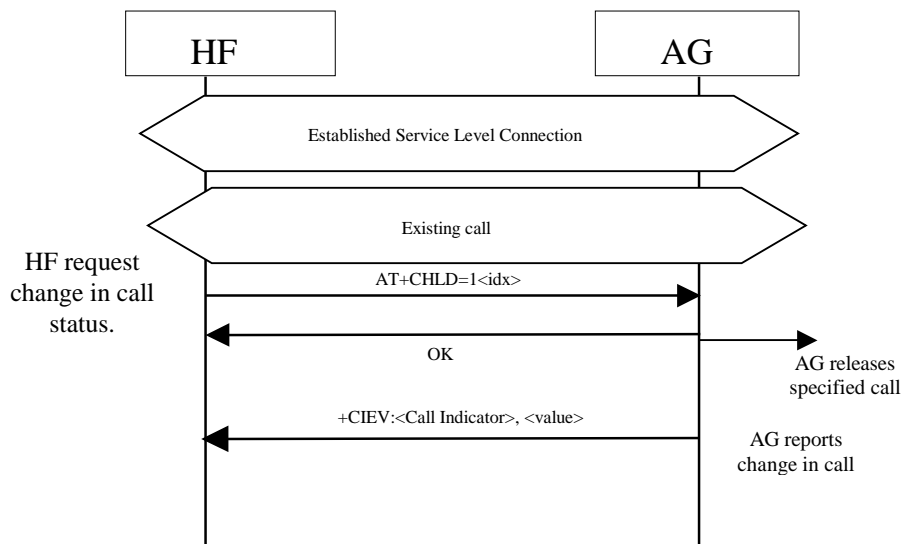 HF
AG
Established Service Level Connection
Existing call
HF request
change in call
status.
AT+CHLD=1<idx>
OK
AG releases
specified call
+CIEV:<Call Indicator>, <value>
AG reports
change in call